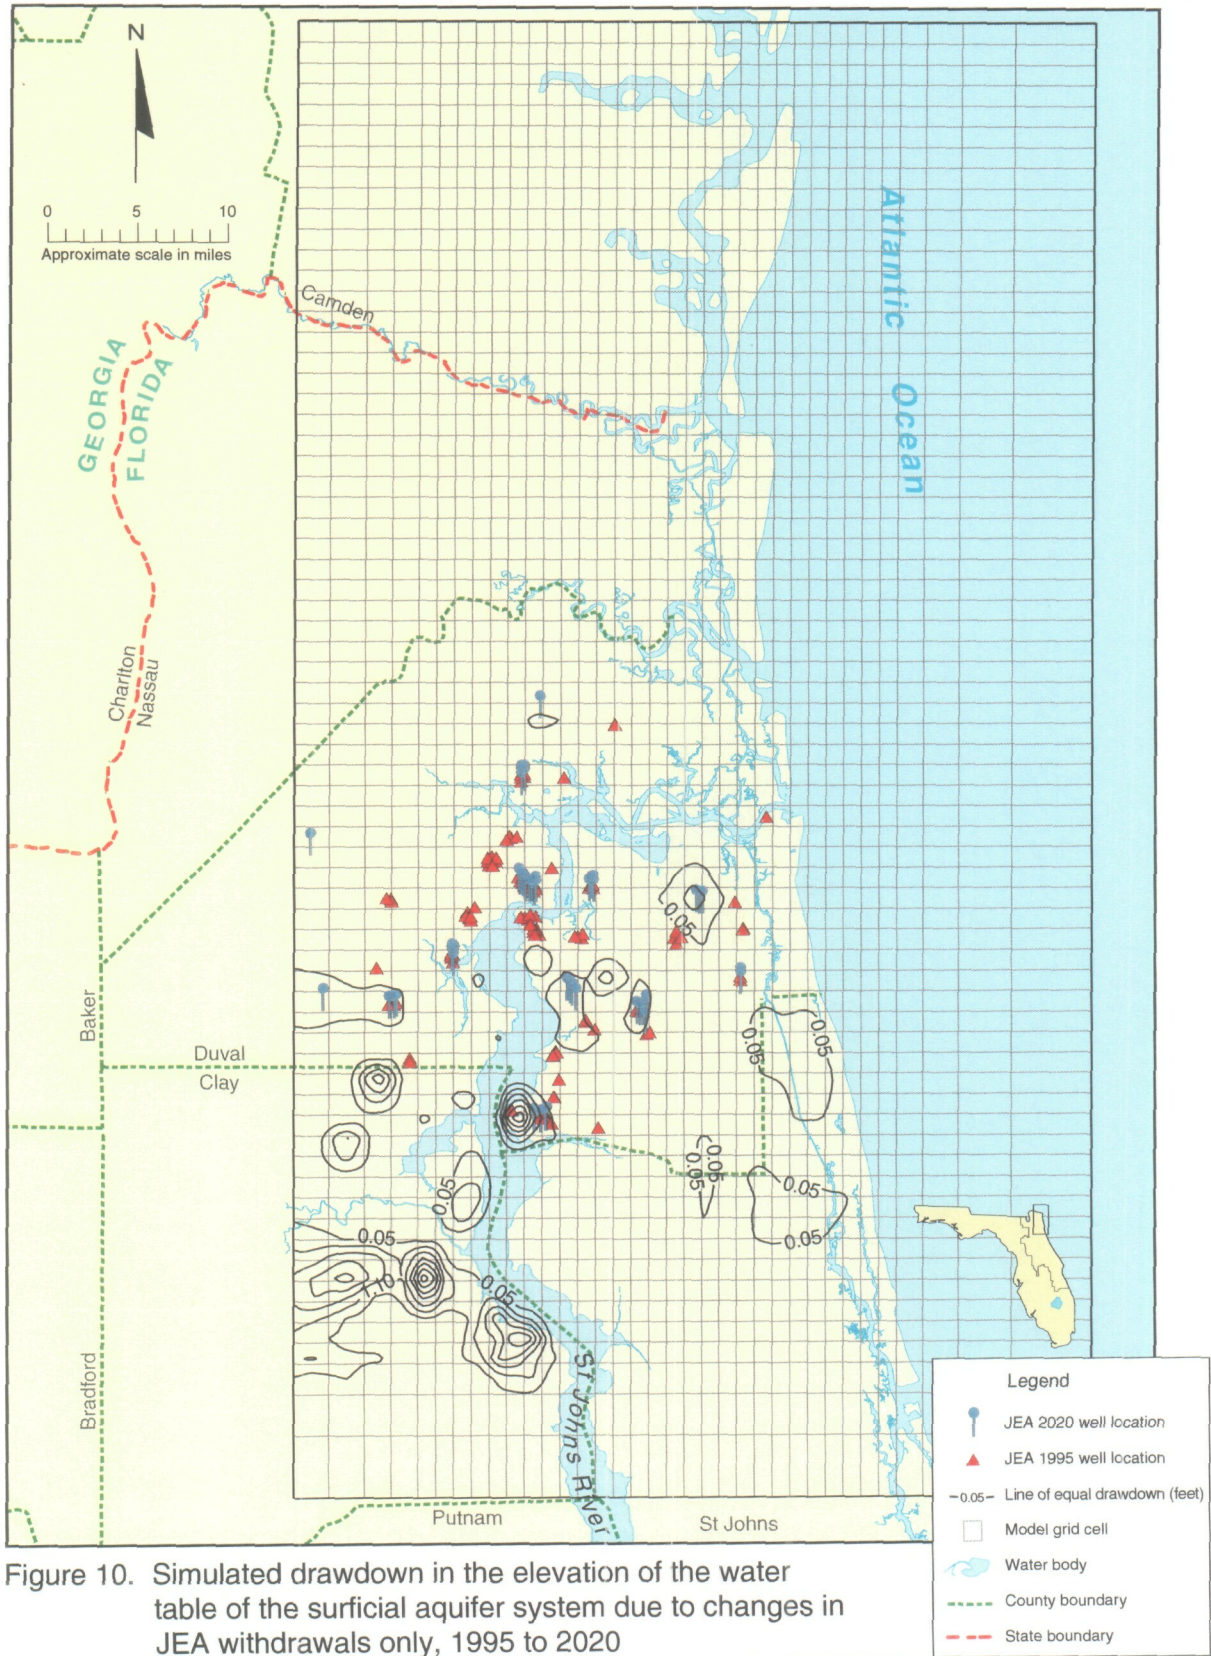 N
0 5 10
Approximate scale in miles
Camden
GEORGIA
FLORIDA
Atlantic Ocean
Charlton
Nassau
Baker
Duval
Clay
Bradford
0.05
0.05
0.05
0.05
0.05
0.05
0.05
0.05
0.05
1.10
0.05
0.05
St Johns River
Putnam
St Johns
Legend
JEA 2020 well location
JEA 1995 well location
0.05 Line of equal drawdown (feet)
Model grid cell
Water body
County boundary
State boundary
Figure 10. Simulated drawdown in the elevation of the water
table of the surficial aquifer system due to changes in
JEA withdrawals only, 1995 to 2020